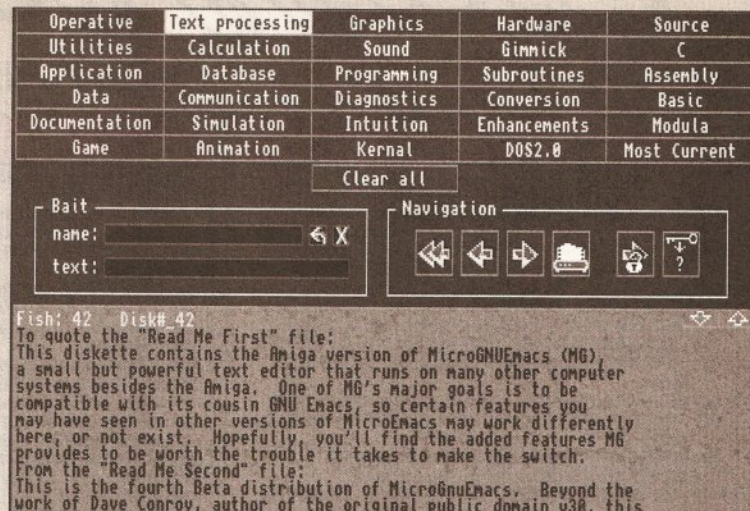 Operative Text processing Graphics Hardware Source
Utilities Calculation Sound Gimmick C
Application Database Programming Subroutines Assembly
Data Communication Diagnostics Conversion Basic
Documentation Simulation Intuition Enhancements Modula
Game Animation Kernal DOS2.0 Most Current
Clear all
Bait
name: X
text:
Navigation
?
Fish: 42 Disk#_42
To quote the "Read Me First" file:
This diskette contains the Amiga version of MicroGNUEmacs (MG),
a small but powerful text editor that runs on many other computer
systems besides the Amiga. One of MG's major goals is to be
compatible with its cousin GNU Emacs, so certain features you
may have seen in other versions of MicroEmacs may work differently
here, or not exist. Hopefully, you'll find the added features MG
provides to be worth the trouble it takes to make the switch.
From the "Read Me Second" file:
This is the fourth Beta distribution of MicroGnuEmacs. Beyond the
work of Dave Conroy, author of the original public domain v30, this